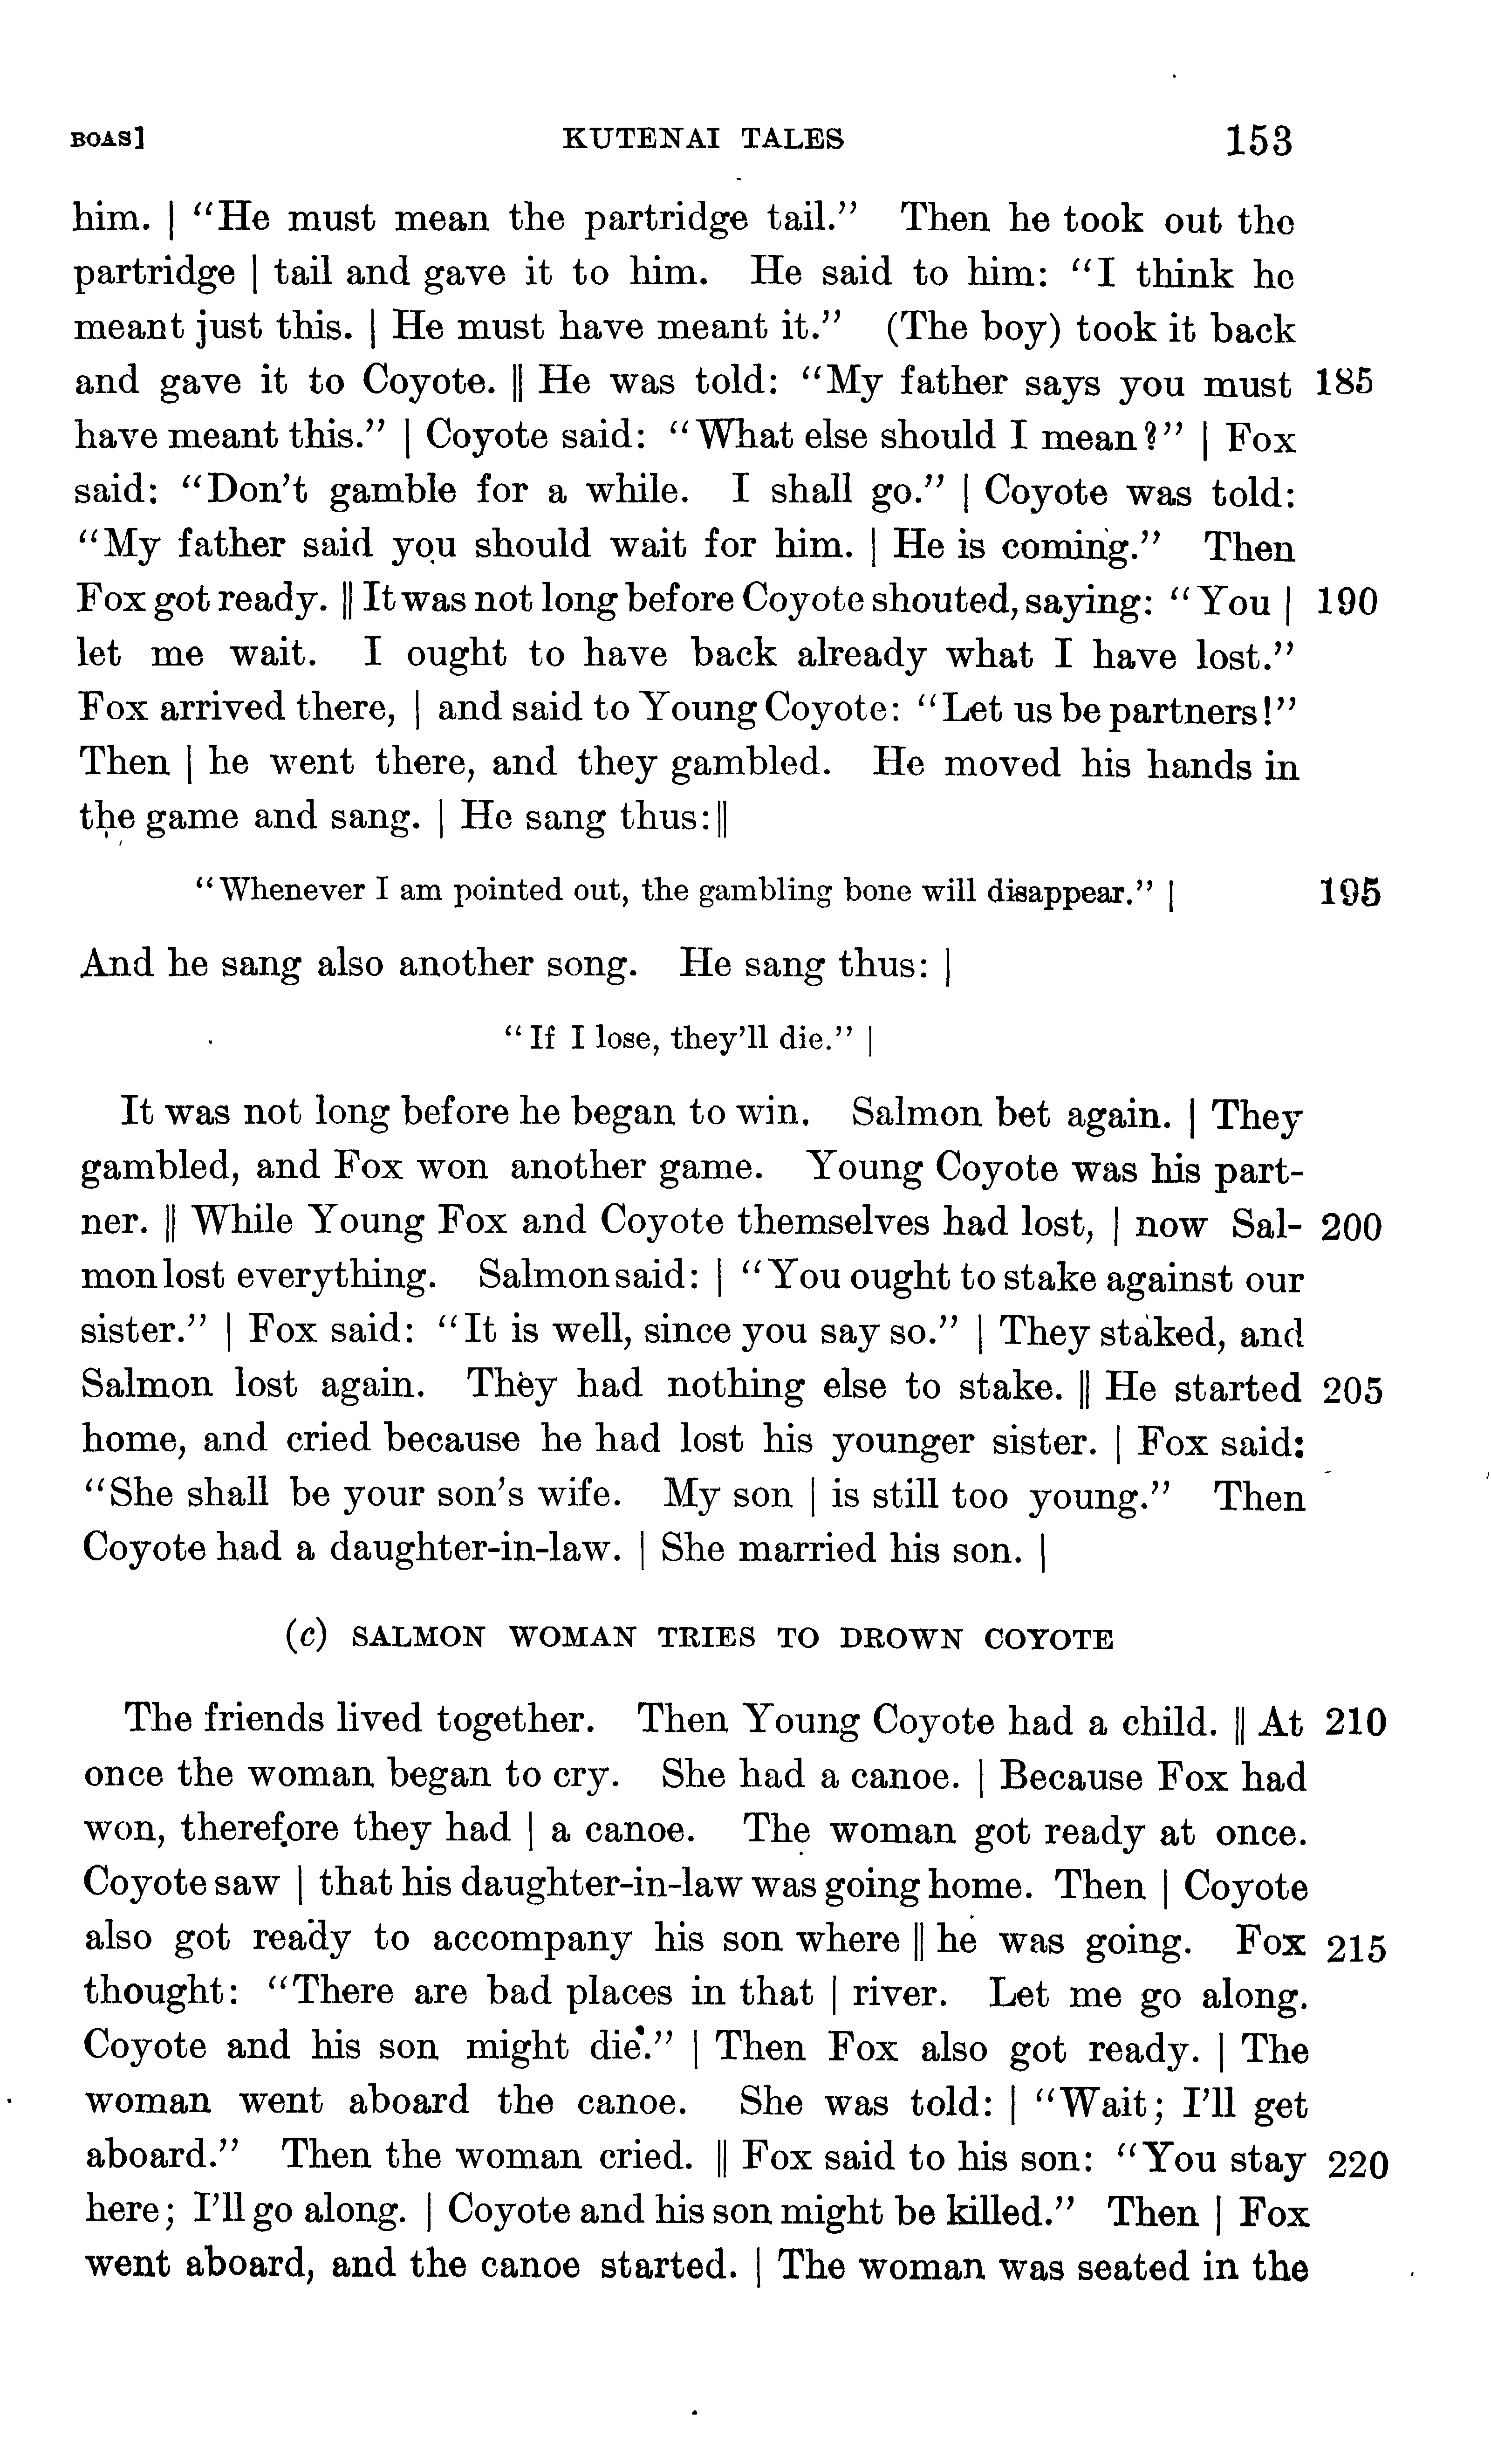 BOAS] KUTENAI TALES 153
him. | “He must mean the partridge tail.” Then he took out the
partridge | tail and gave it to him. He said to him: “I think he
meant just this. | He must have meant it.” (The boy) took it back
and gave it to Coyote. || He was told: “My father says you must 185
have meant this.” | Coyote said: “What else should I mean?” | Fox
said: “Don't gamble for a while. I shall go.” | Coyote was told:
“My father said you should wait for him. | He is coming.” Then
Fox got ready. || It was not long before Coyote shouted, saying: “You | 190
let me wait. I ought to have back already what I have lost.”
Fox arrived there, | and said to Young Coyote: “Let us be partners!”
Then | he went there, and they gambled. He moved his hands in
the game and sang. | He sang thus: ||
“Whenever I am pointed out, the gambling bone will disappear.” | 195
And he sang also another song. He sang thus: |
“If I lose, they'll die.” |
It was not long before he began to win. Salmon bet again. | They
gambled, and Fox won another game. Young Coyote was his part-
ner. || While Young Fox and Coyote themselves had lost, | now Sal- 200
mon lost everything. Salmon said: | “You ought to stake against our
sister.” | Fox said: “It is well, since you say so.” | They staked, and
Salmon lost again. They had nothing else to stake. || He started 205
home, and cried because he had lost his younger sister. | Fox said:
“She shall be your son's wife. My son | is still too young.” Then
Coyote had a daughter-in-law. | She married his son. |
(c) SALMON WOMAN TRIES TO DROWN COYOTE
The friends lived together. Then Young Coyote had a child. || At 210
once the woman began to cry. She had a canoe. | Because Fox had
won, therefore they had | a canoe. The woman got ready at once.
Coyote saw | that his daughter-in-law was going home. Then | Coyote
also got ready to accompany his son where || he was going. Fox 215
thought: “There are bad places in that | river. Let me go along.
Coyote and his son might die.” | Then Fox also got ready. | The
woman went aboard the canoe. She was told: | “Wait; I'll get
aboard.” Then the woman cried. || Fox said to his son: “You stay 220
here; I'll go along. | Coyote and his son might be killed.” Then | Fox
went aboard, and the canoe started. | The woman was seated in the